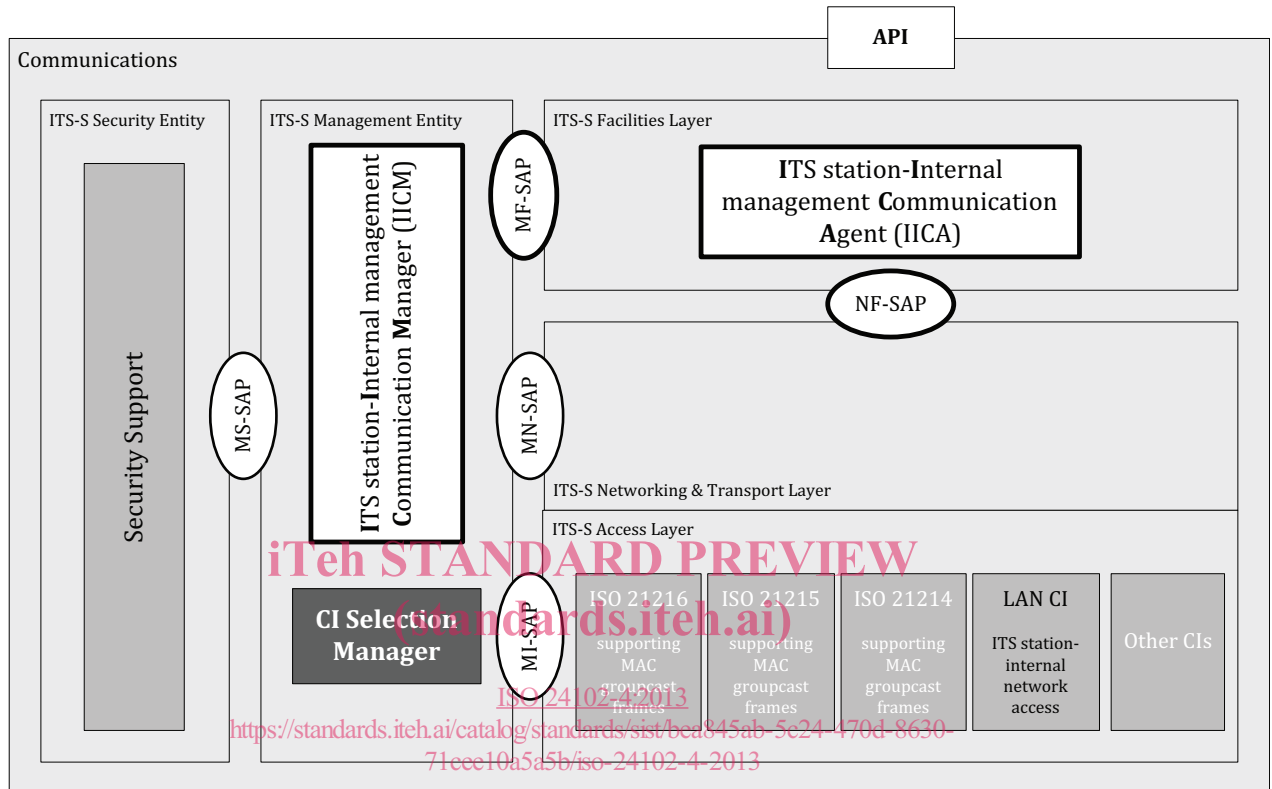 API
Communications
ITS-S Security Entity
Security Support
MS-SAP
ITS-S Management Entity
ITS station-Internal management
Communication Manager (IICM)
CI Selection
Manager
MF-SAP
MN-SAP
MI-SAP
ITS-S Facilities Layer
ITS station-Internal
management Communication
Agent (IICA)
NF-SAP
ITS-S Networking & Transport Layer
ITS-S Access Layer
ISO 21216
supporting
MAC
groupcast
frames
ISO 21215
supporting
MAC
groupcast
frames
ISO 21214
supporting
MAC
groupcast
frames
LAN CI
ITS station-
internal
network
access
Other CIs
iTeh STANDARD PREVIEW
(standards.iteh.ai)
ISO 24102-4:2013
https://standards.iteh.ai/catalog/standards/sist/bea845ab-5c24-470d-8630-
71eee10a5a5b/iso-24102-4-2013